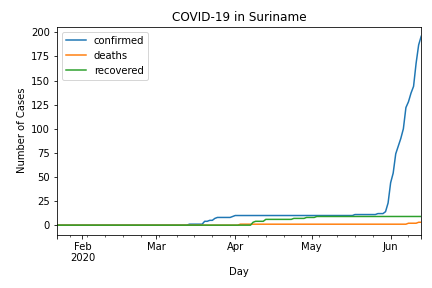 COVID-19 in Suriname
confirmed
deaths
recovered
200
175
150
125
100
75
50
25
0
Number of Cases
Feb Mar Apr May Jun
2020
Day